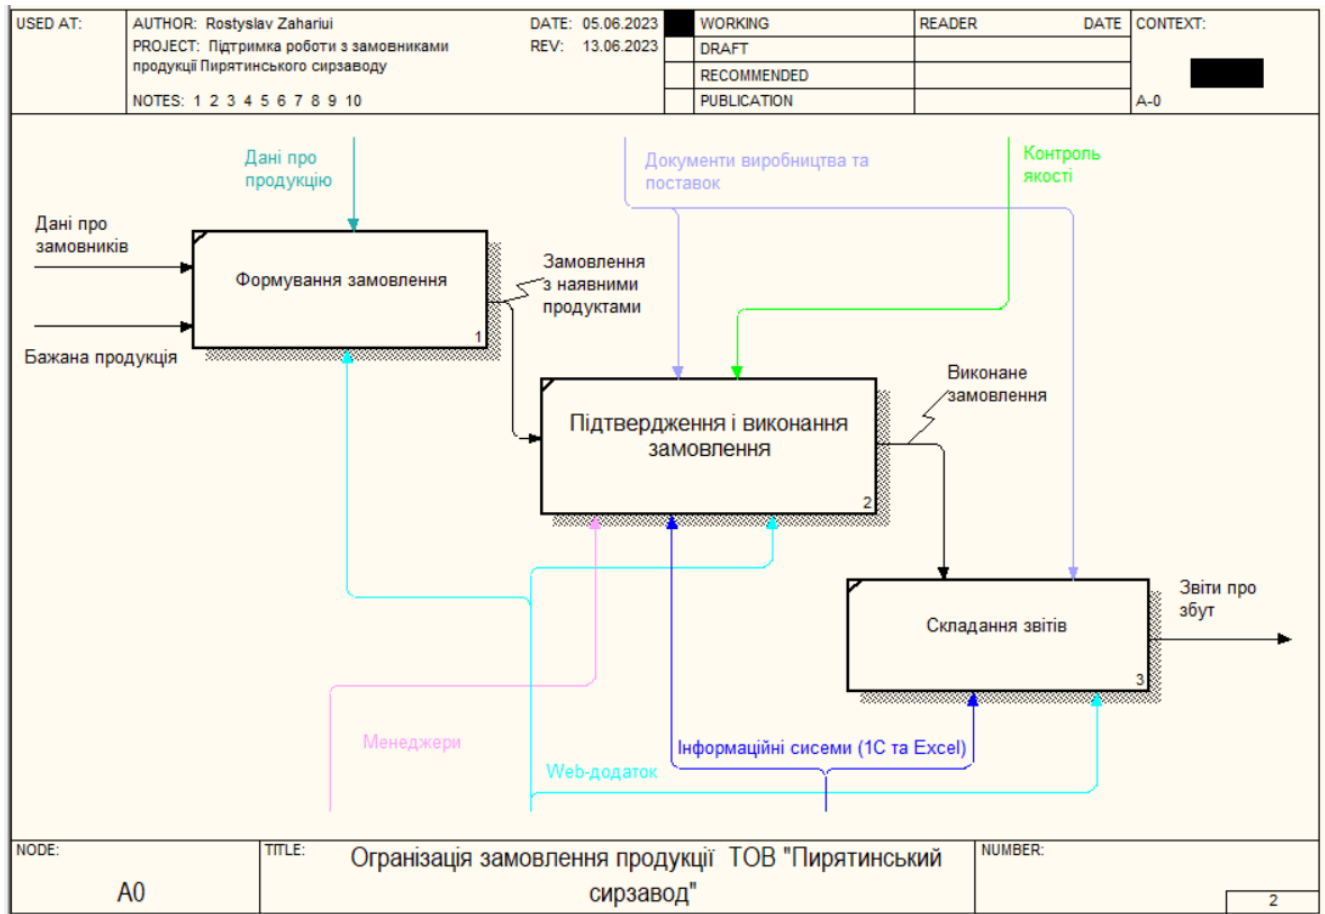 USED AT:
AUTHOR: Rostyslav Zahariui
DATE: 05.06.2023
PROJECT: Підтримка роботи з замовниками
продукції Пирятинського сирзаводу
REV: 13.06.2023
NOTES: 1 2 3 4 5 6 7 8 9 10
WORKING
DRAFT
RECOMMENDED
PUBLICATION
READER
DATE
CONTEXT:
A-0
Дані про
продукцію
Документи виробництва та
поставок
Контроль
якості
Дані про
замовників
Формування замовлення
1
Замовлення
з наявними
продуктами
Бажана продукція
Підтвердження і виконання
замовлення
2
Виконане
замовлення
Складання звітів
3
Звіти про
збут
Менеджери
Web-додаток
Інформаційні сисеми (1С та Excel)
NODE:
A0
TITLE:
Огранізація замовлення продукції ТОВ "Пирятинський
сирзавод"
NUMBER:
2